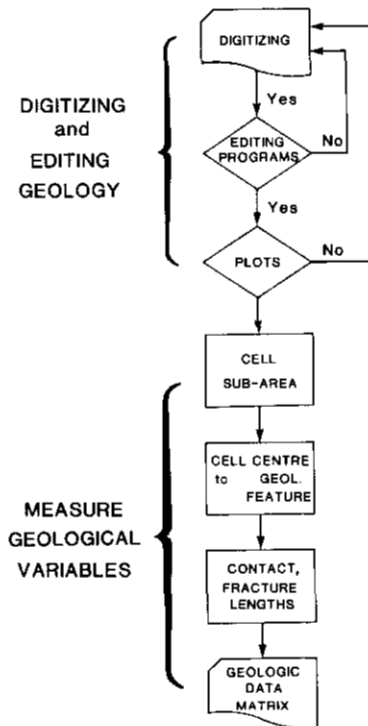 DIGITIZING
Yes
DIGITIZING
and
EDITING
GEOLOGY
EDITING
PROGRAMS
No
Yes
PLOTS
No
CELL
SUB-AREA
CELL CENTRE
to GEOL.
FEATURE
MEASURE
GEOLOGICAL
VARIABLES
CONTACT,
FRACTURE
LENGTHS
GEOLOGIC
DATA
MATRIX